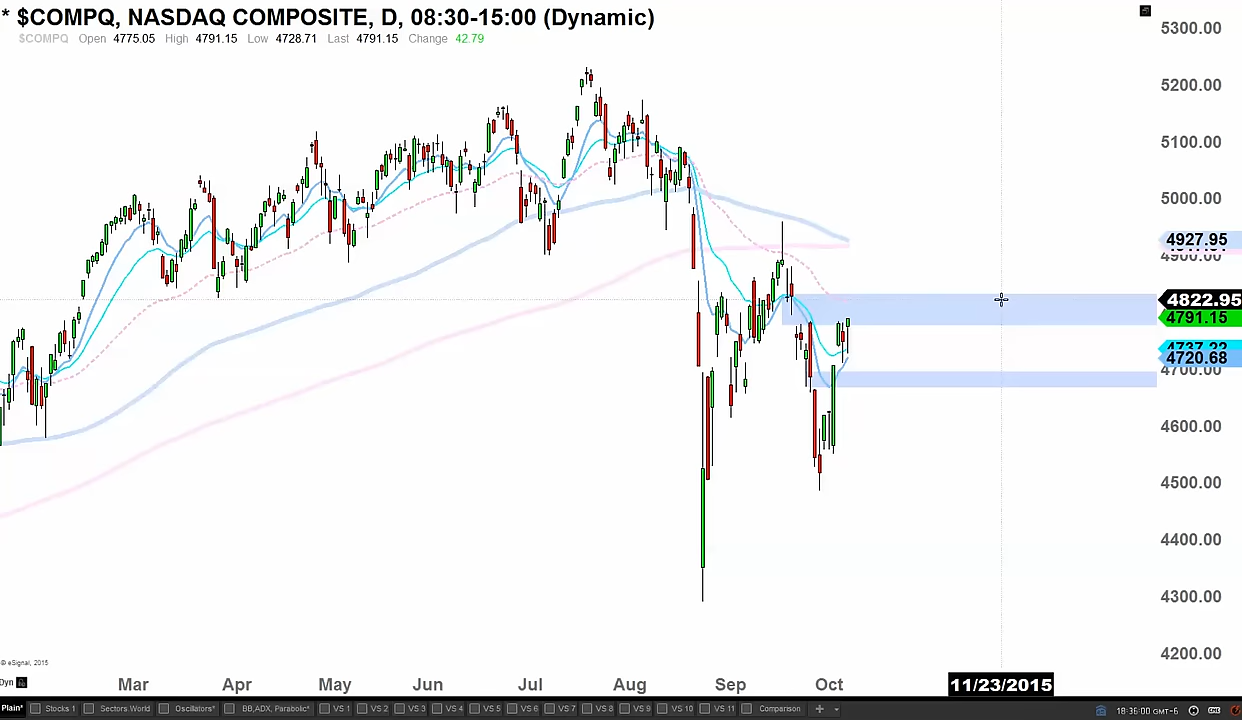 * $COMPQ, NASDAQ COMPOSITE, D, 08:30-15:00 (Dynamic)
$COMPQ Open 4775.05 High 4791.15 Low 4728.71 Last 4791.15 Change 42.79
5300.00
5200.00
5100.00
5000.00
4927.95
4900.00
4822.95
4791.15
4737.22
4720.68
4700.00
4600.00
4500.00
4400.00
4300.00
4200.00
© eSignal, 2015
Dyn
Mar Apr May Jun Jul Aug Sep Oct 11/23/2015
Plain* Stocks 1 Sectors.World Oscillators* BB,ADX, Parabolic* VS 1 VS 2 VS 3 VS 4 VS 5 VS 6 VS 7 VS 8 VS 9 VS 10 VS 11 Comparison + 18:36:00 GMT-6